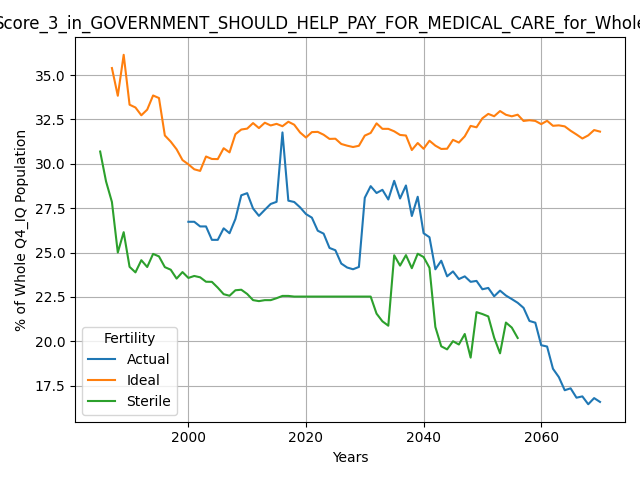 Score_3_in_GOVERNMENT_SHOULD_HELP_PAY_FOR_MEDICAL_CARE_for_Whole
35.0
32.5
30.0
27.5
25.0
22.5
20.0
17.5
% of Whole Q4_IQ Population
Fertility
Actual
Ideal
Sterile
2000 2020 2040 2060
Years